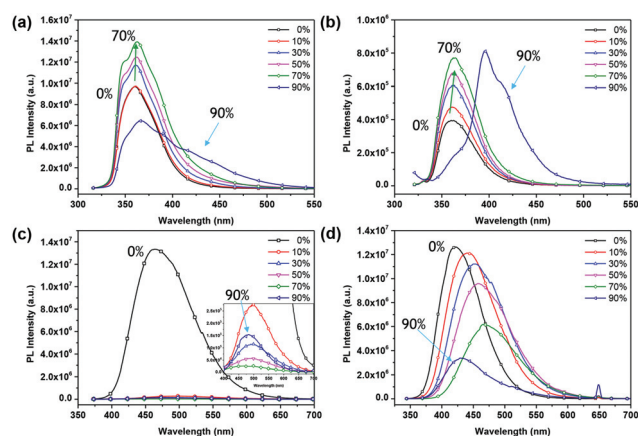 (a)
PL Intensity (a.u.)
1.6x10⁷
1.4x10⁷
1.2x10⁷
1.0x10⁷
8.0x10⁶
6.0x10⁶
4.0x10⁶
2.0x10⁶
0.0
70%
0%
90%
0%
10%
30%
50%
70%
90%
300 350 400 450 500 550
Wavelength (nm)
(b)
PL Intensity (a.u.)
1.0x10⁶
8.0x10⁵
6.0x10⁵
4.0x10⁵
2.0x10⁵
0.0
70%
0%
90%
0%
10%
30%
50%
70%
90%
300 350 400 450 500 550
Wavelength (nm)
(c)
PL Intensity (a.u.)
1.4x10⁷
1.2x10⁷
1.0x10⁷
8.0x10⁶
6.0x10⁶
4.0x10⁶
2.0x10⁶
0.0
0%
0%
10%
30%
50%
70%
90%
90%
400 450 500 550 600 650 700
350 400 450 500 550 600 650 700
Wavelength (nm)
(d)
PL Intensity (a.u.)
1.4x10⁷
1.2x10⁷
1.0x10⁷
8.0x10⁶
6.0x10⁶
4.0x10⁶
2.0x10⁶
0.0
0%
90%
0%
10%
30%
50%
70%
90%
350 400 450 500 550 600 650 700
Wavelength (nm)